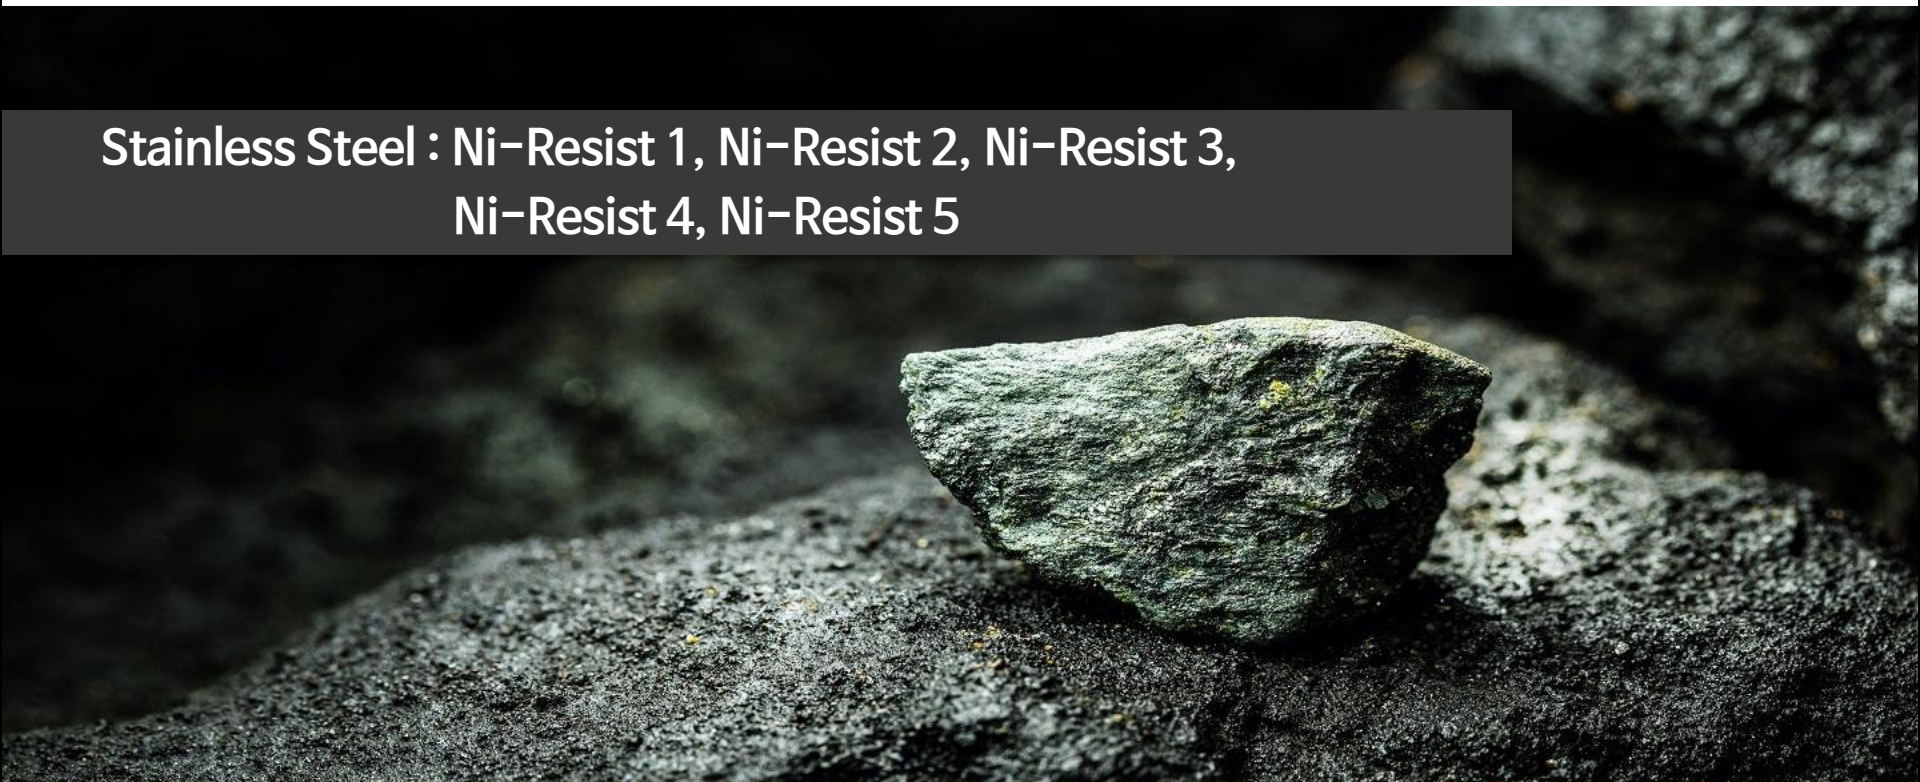 Stainless Steel : Ni-Resist 1, Ni-Resist 2, Ni-Resist 3,
Ni-Resist 4, Ni-Resist 5